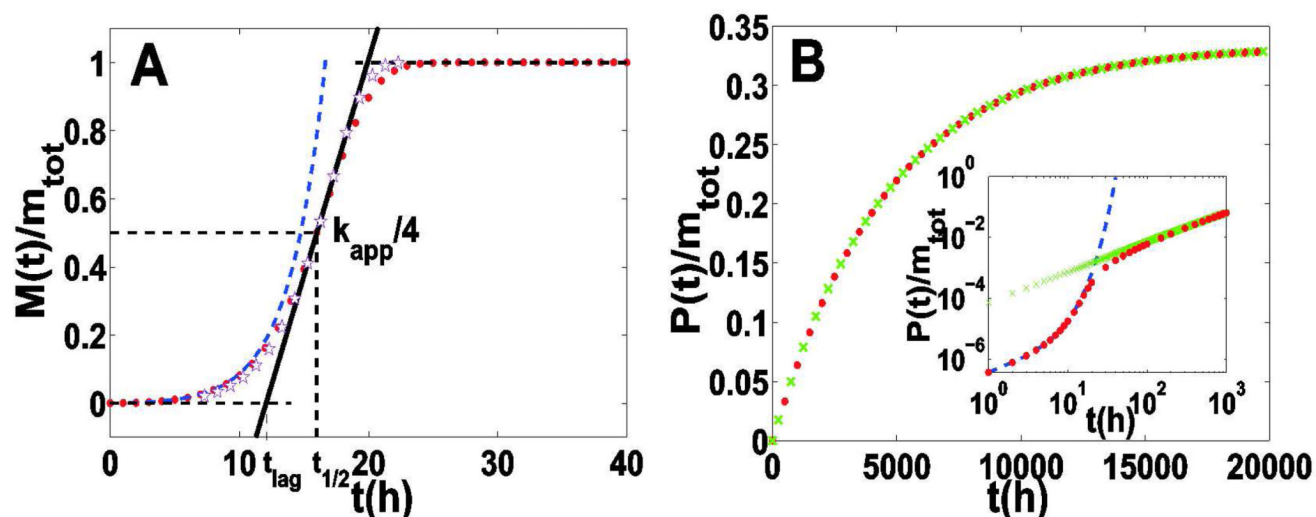 A
M(t)/m_tot
1
0.8
0.6
0.4
0.2
0
k_app/4
0 10 20 30 40
t_lag t_1/2 t(h)
B
P(t)/m_tot
0.35
0.3
0.25
0.2
0.15
0.1
0.05
0
0 5000 10000 15000 20000
t(h)
P(t)/m_tot
10^0
10^-2
10^-4
10^-6
10^0 10^1 10^2 10^3
t(h)